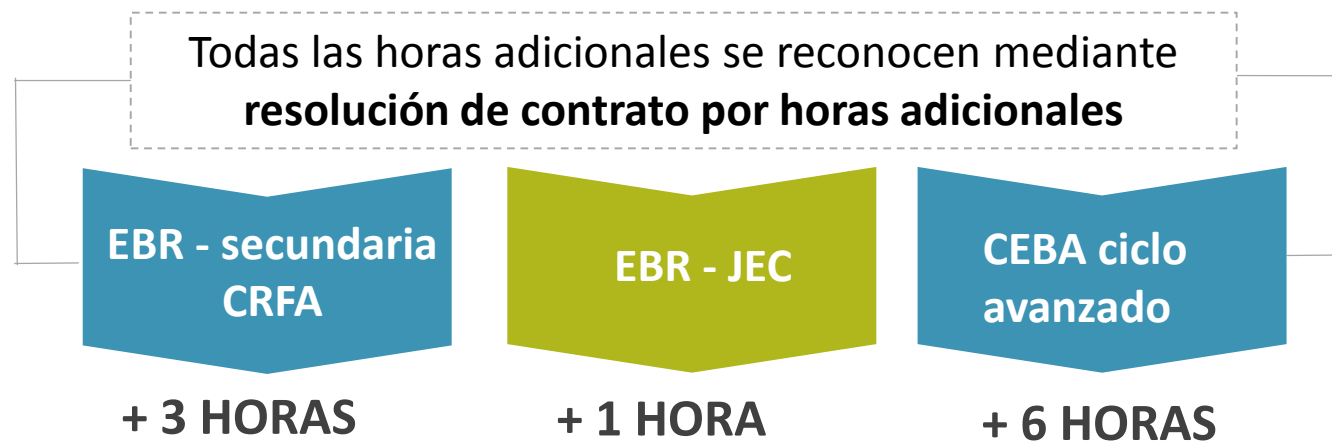 Todas las horas adicionales se reconocen mediante
resolución de contrato por horas adicionales
EBR - secundaria
CRFA
EBR - JEC
CEBA ciclo
avanzado
+ 3 HORAS
+ 1 HORA
+ 6 HORAS